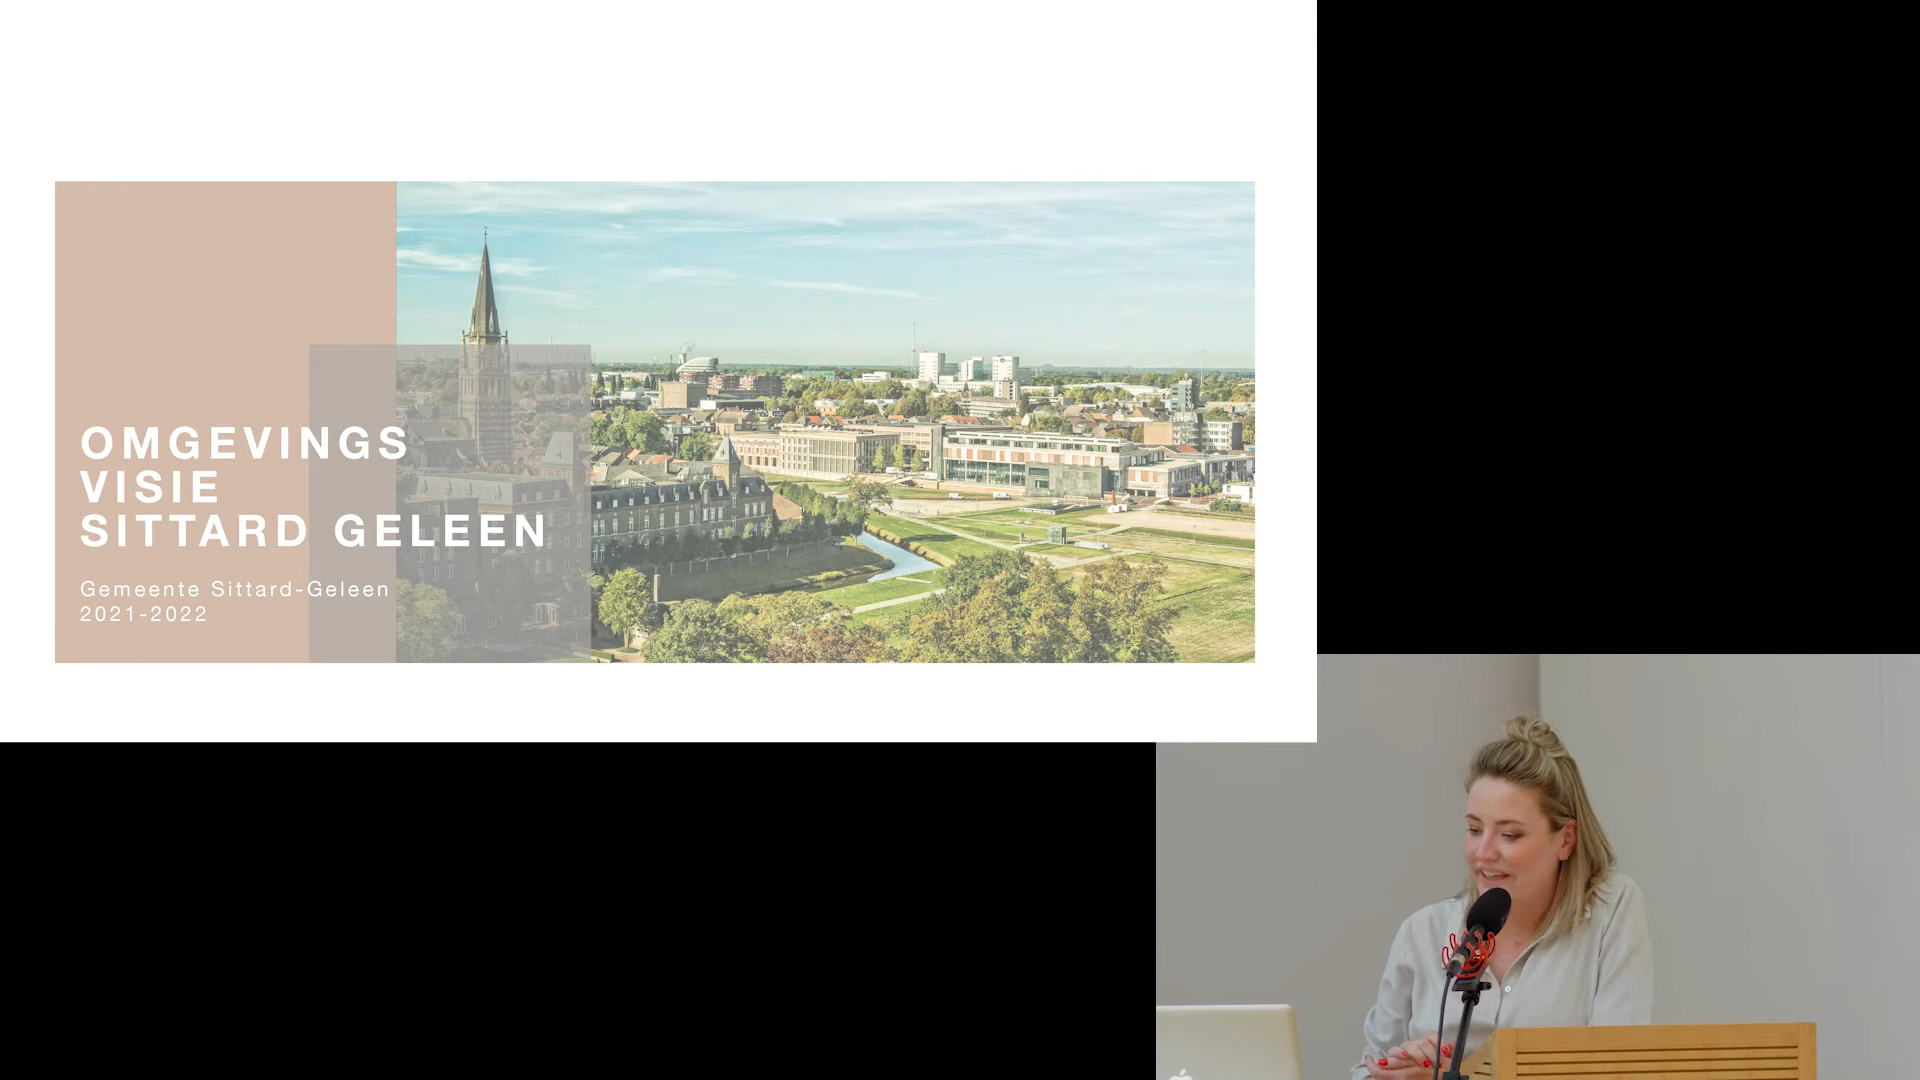 OMGEVINGS
VISIE
SITTARD GELEEN
Gemeente Sittard-Geleen
2021-2022